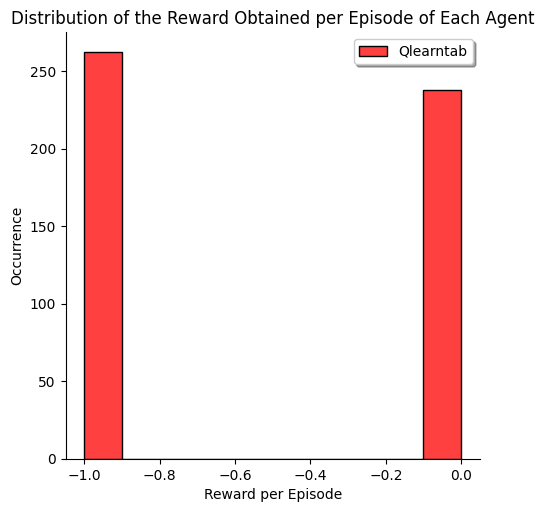 Distribution of the Reward Obtained per Episode of Each Agent
Qlearntab
250
200
150
100
50
0
Occurrence
−1.0 −0.8 −0.6 −0.4 −0.2 0.0
Reward per Episode